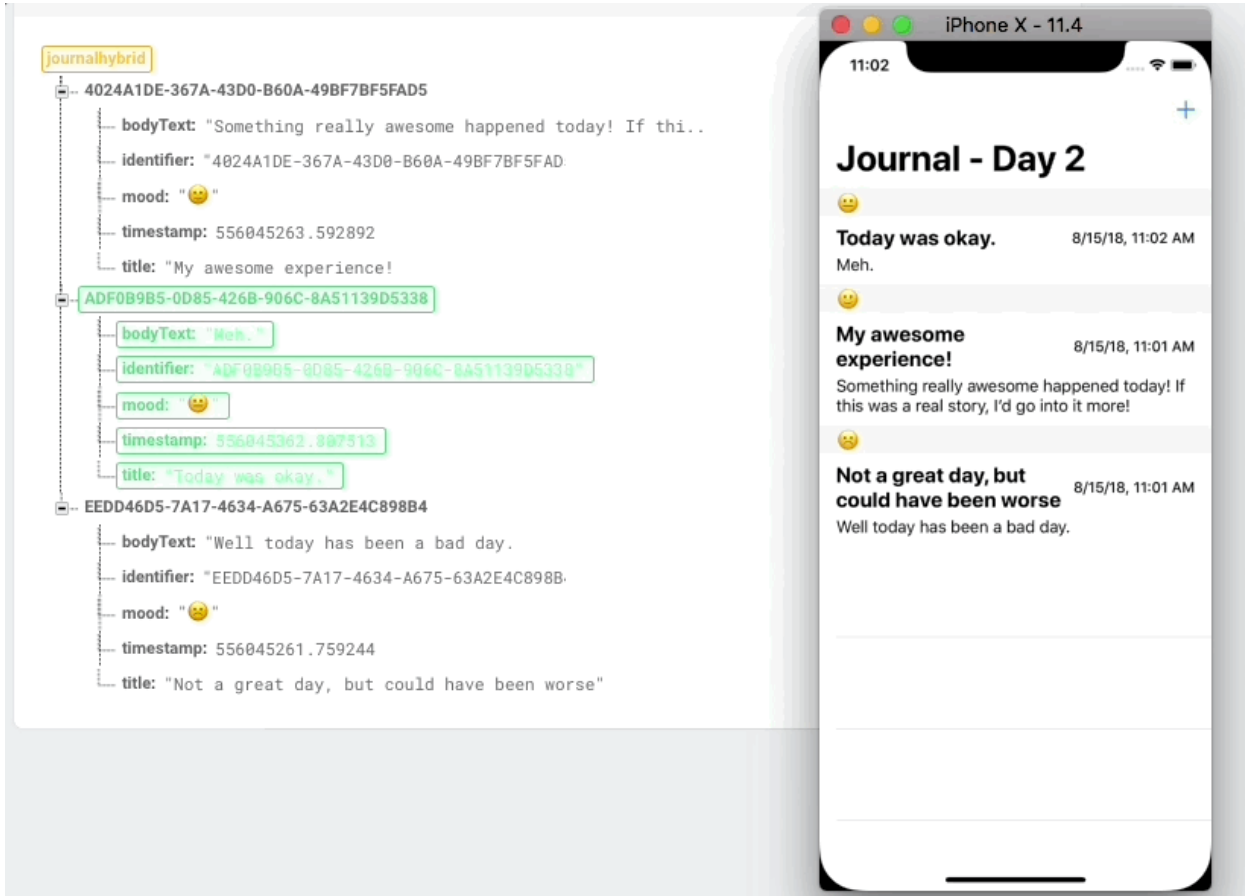 journalhybrid
4024A1DE-367A-43D0-B60A-49BF7BF5FAD5
bodyText: "Something really awesome happened today! If thi..
identifier: "4024A1DE-367A-43D0-B60A-49BF7BF5FAD
mood: "😐"
timestamp: 556045263.592892
title: "My awesome experience!
ADF0B9B5-0D85-426B-906C-8A51139D5338
bodyText: "Meh."
identifier: "ADF0B9B5-0D85-426B-906C-8A51139D5338"
mood: "😐"
timestamp: 556045362.807513
title: "Today was okay."
EEDD46D5-7A17-4634-A675-63A2E4C898B4
bodyText: "Well today has been a bad day.
identifier: "EEDD46D5-7A17-4634-A675-63A2E4C898B
mood: "☹️"
timestamp: 556045261.759244
title: "Not a great day, but could have been worse"
iPhone X - 11.4
11:02
+
Journal - Day 2
😐
Today was okay. 8/15/18, 11:02 AM
Meh.
🙂
My awesome
experience! 8/15/18, 11:01 AM
Something really awesome happened today! If
this was a real story, I'd go into it more!
☹️
Not a great day, but
could have been worse 8/15/18, 11:01 AM
Well today has been a bad day.